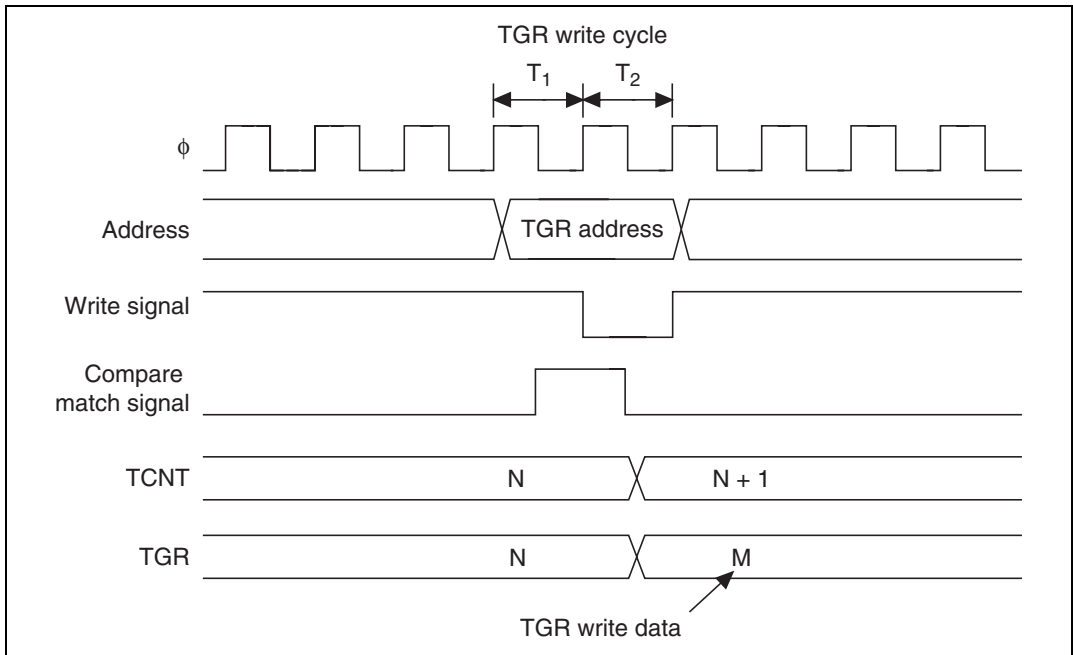 TGR write cycle
T1 T2
φ
Address TGR address
Write signal
Compare
match signal
TCNT N N + 1
TGR N M
TGR write data